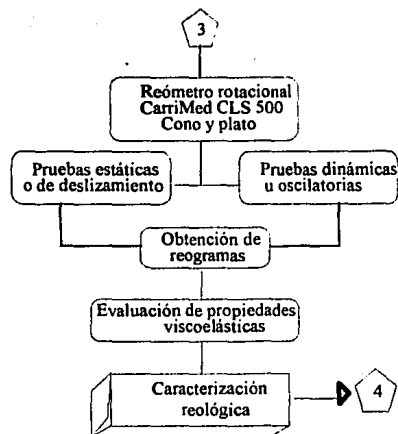 3
Reómetro rotacional
CarriMed CLS 500
Cono y plato
Pruebas estáticas
o de deslizamiento
Pruebas dinámicas
u oscilatorias
Obtención de
reogramas
Evaluación de propiedades
viscoelásticas
Caracterización
reológica
4